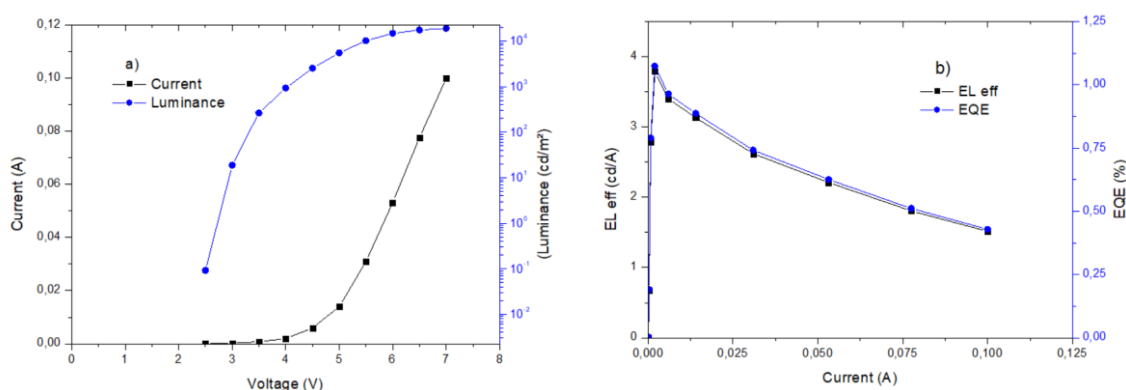 a)
Current
Luminance
0,12
0,10
0,08
0,06
0,04
0,02
0,00
Current (A)
0 1 2 3 4 5 6 7 8
Voltage (V)
10⁴
10³
10²
10¹
10⁰
10⁻¹
10⁻²
(Luminance (cd/m²)
b)
EL eff
EQE
4
3
2
1
0
EL eff (cd/A)
0,000 0,025 0,050 0,075 0,100 0,125
Current (A)
1,25
1,00
0,75
0,50
0,25
0,00
EQE (%)